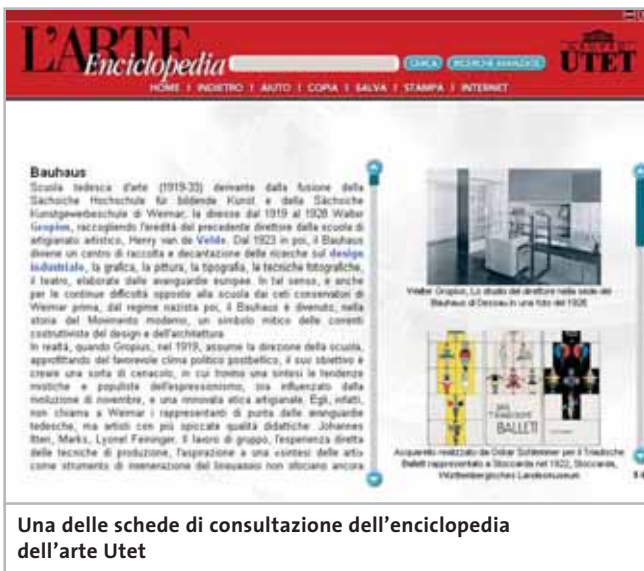 L'ARTE
Enciclopedia
CERCA RICERCHE AVANZATE
GRUPPO
UTET
HOME | INDIETRO | AIUTO | COPIA | SALVA | STAMPA | INTERNET
Bauhaus
Scuola tedesca d'arte (1919-33) derivante dalla fusione della
Sächsiche Hochschule für bildende Kunst e della Sächsiche
Kunstgewerbeschule di Weimar, la diresse dal 1919 al 1928 Walter
Gropius, raccogliendo l'eredità del precedente direttore della scuola di
artigianato artistico, Henry van de Velde. Dal 1923 in poi, il Bauhaus
divenne un centro di raccolta e decantazione delle ricerche sul design
industriale, la grafica, la pittura, la tipografia, le tecniche fotografiche,
il teatro, elaborate dalle avanguardie europee. In tal senso, e anche
per le continue difficoltà opposte alla scuola dai ceti conservatori di
Weimar prima, dal regime nazista poi, il Bauhaus è divenuto, nella
storia del Movimento moderno, un simbolo mitico delle correnti
costruttiviste del design e dell'architettura.
In realtà, quando Gropius, nel 1919, assume la direzione della scuola,
approfittando del favorevole clima politico postbellico, il suo obiettivo è
creare una sorta di cenacolo, in cui trovino una sintesi le tendenze
mistiche e populiste dell'espressionismo, ora influenzato dalla
rivoluzione di novembre, e una rinnovata etica artigianale. Egli, infatti,
non chiama a Weimar i rappresentanti di punta delle avanguardie
tedesche, ma artisti con più spiccate qualità didattiche: Johannes
Itten, Marks, Lyonel Feininger. Il lavoro di gruppo, l'esperienza diretta
delle tecniche di produzione, l'aspirazione a una «sintesi delle arti»
come strumento di rigenerazione del linguaggio non sfociano ancora
Walter Gropius, Lo studio del direttore nella sede del
Bauhaus di Dessau in una foto del 1926
DAS
TRIADISCHE
BALLETT
Acquarello realizzato da Oskar Schlemmer per il Triadische
Ballett rappresentato a Stoccarda nel 1922, Stoccarda,
Württembergisches Landesmuseum
Una delle schede di consultazione dell'enciclopedia
dell'arte Utet